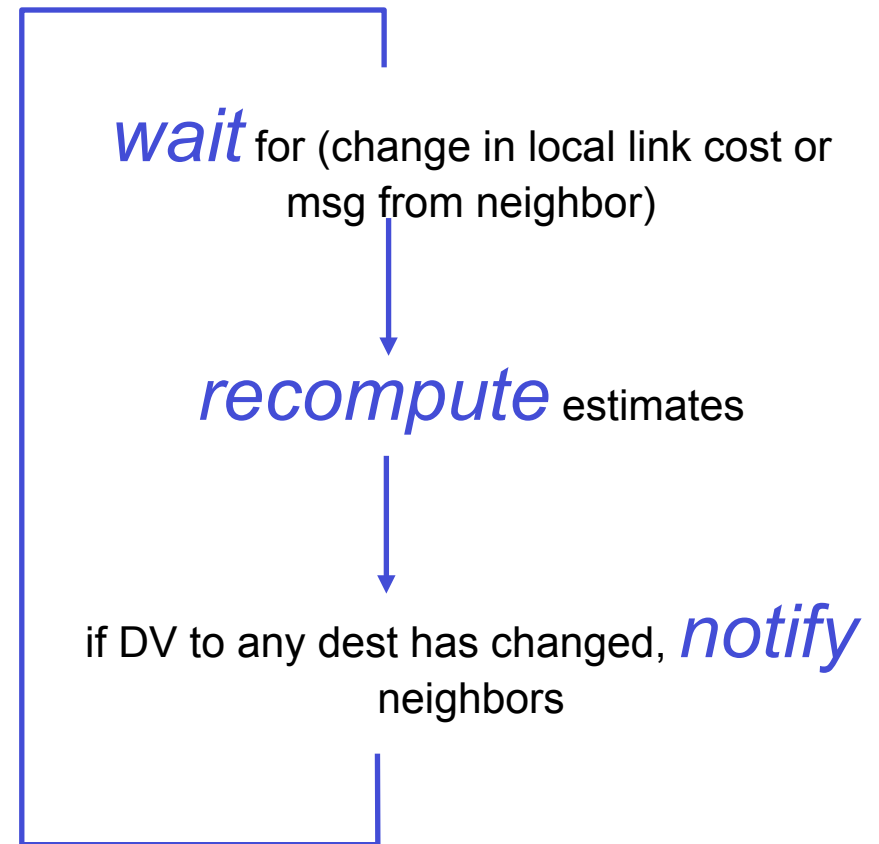 wait for (change in local link cost or
msg from neighbor)
recompute estimates
if DV to any dest has changed, notify
neighbors